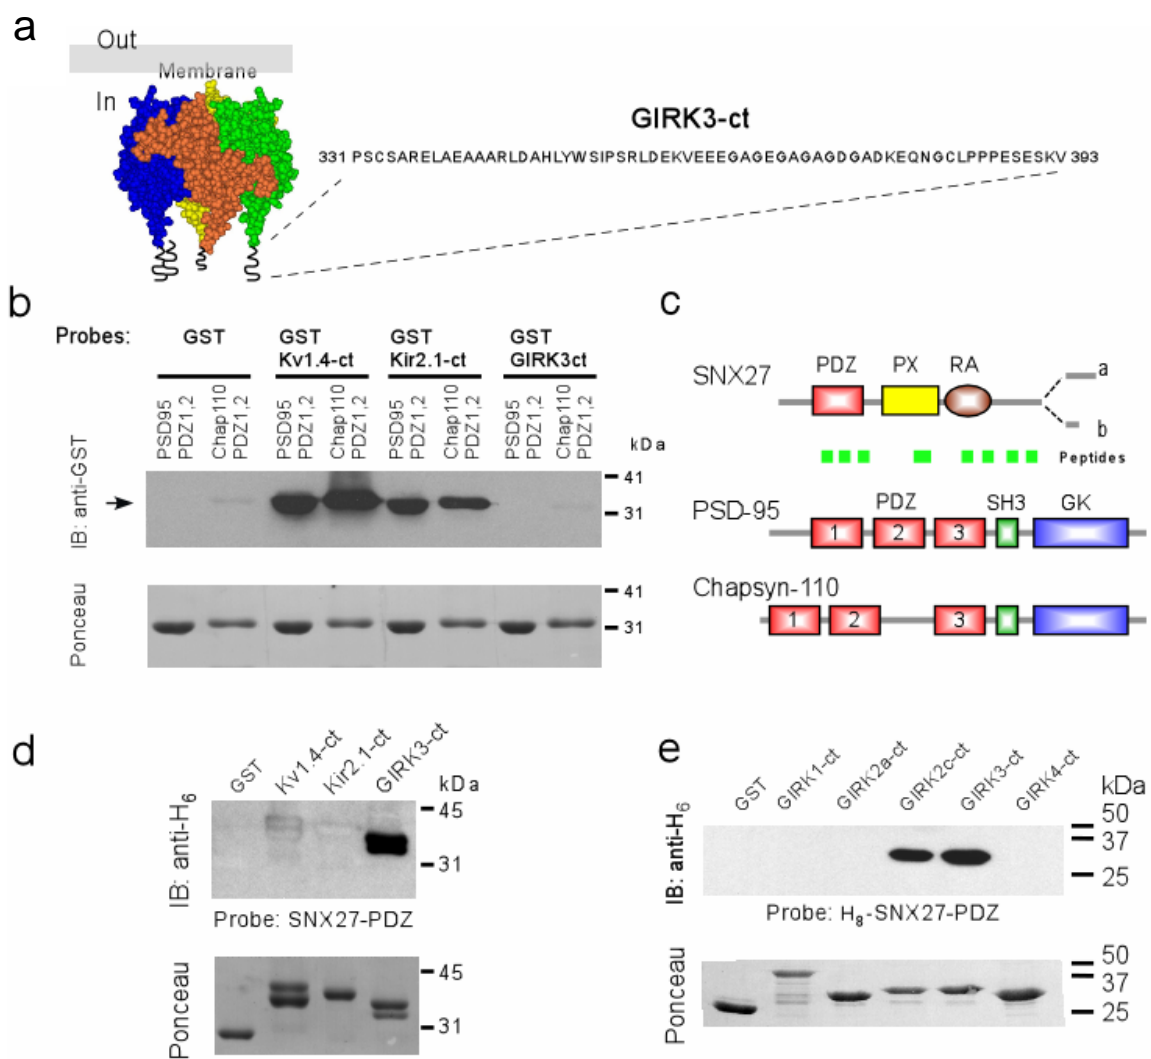 a
Out
Membrane
In
GIRK3-ct
331 PSCSARELAEAAARLDAHLYWSIPSRLDEKVEEEGAGEGAGAGDGADKEQNGCLPPPESESKV 393
b
Probes:
GST
GST Kv1.4-ct
GST Kir2.1-ct
GST GIRK3ct
PSD95 PDZ1,2
Chap110 PDZ1,2
PSD95 PDZ1,2
Chap110 PDZ1,2
PSD95 PDZ1,2
Chap110 PDZ1,2
PSD95 PDZ1,2
Chap110 PDZ1,2
kDa
IB: anti-GST
41
31
Ponceau
41
31
c
SNX27
PDZ PX RA
a
b
Peptides
PSD-95
PDZ SH3 GK
1 2 3
Chapsyn-110
1 2 3
d
GST Kv1.4-ct Kir2.1-ct GIRK3-ct
kDa
IB: anti-H6
45
31
Probe: SNX27-PDZ
Ponceau
45
31
e
GST GIRK1-ct GIRK2a-ct GIRK2c-ct GIRK3-ct GIRK4-ct
kDa
IB: anti-H6
50
37
25
Probe: H8-SNX27-PDZ
Ponceau
50
37
25